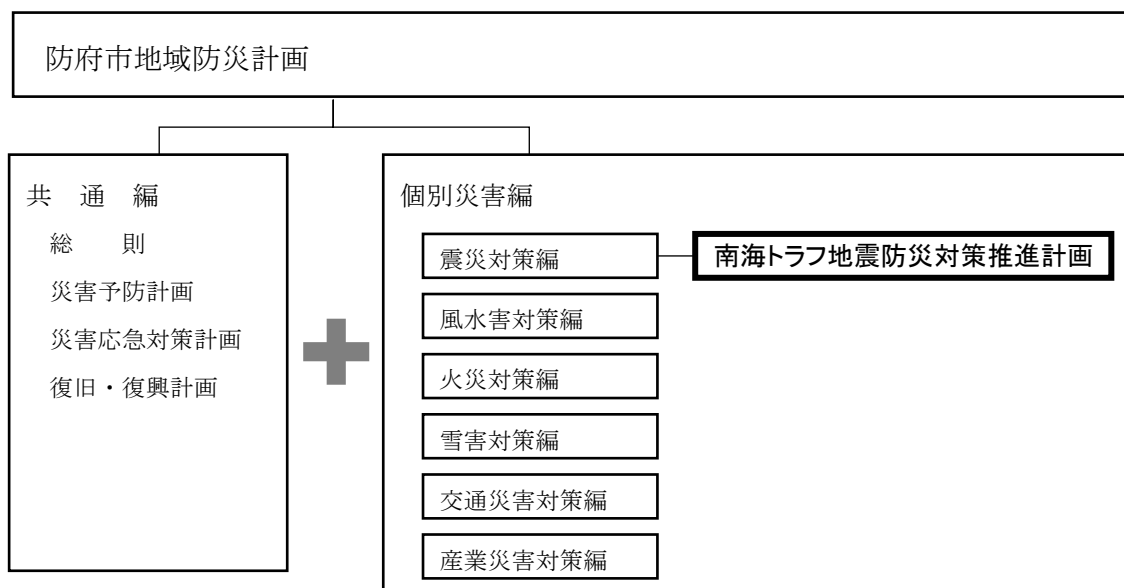 防府市地域防災計画
共　通　編
総　　則
災害予防計画
災害応急対策計画
復旧・復興計画
個別災害編
震災対策編
南海トラフ地震防災対策推進計画
風水害対策編
火災対策編
雪害対策編
交通災害対策編
産業災害対策編